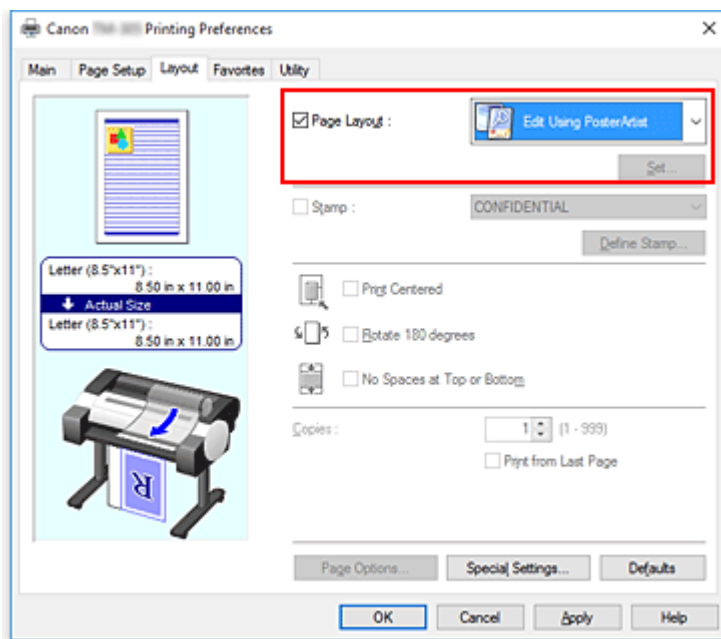 Canon Printing Preferences
Main Page Setup Layout Favorites Utility
Page Layout : Edit Using PosterArtist
Set...
Stamp : CONFIDENTIAL
Define Stamp...
Letter (8.5"x11") :
8.50 in x 11.00 in
Actual Size
Letter (8.5"x11") :
8.50 in x 11.00 in
Print Centered
Rotate 180 degrees
No Spaces at Top or Bottom
Copies : 1 (1 - 999)
Print from Last Page
R
Page Options... Special Settings... Defaults
OK Cancel Apply Help